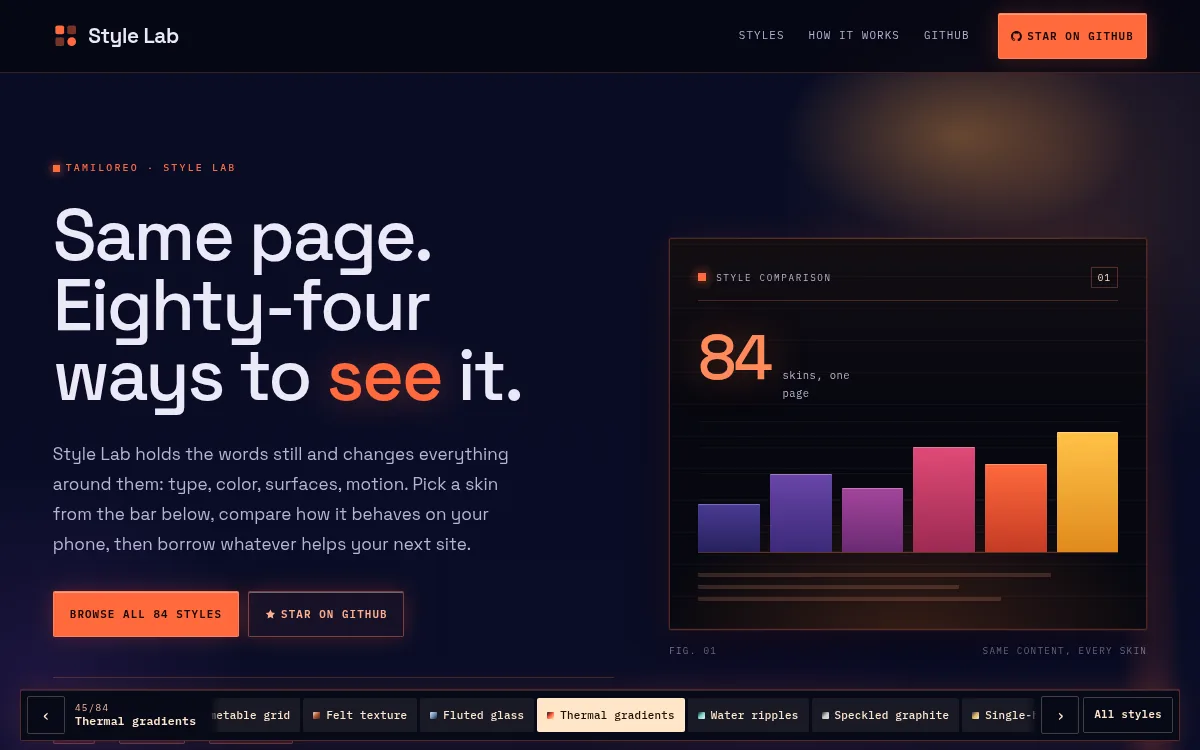 Style Lab
STYLES
HOW IT WORKS
GITHUB
STAR ON GITHUB
TAMILOREO · STYLE LAB
Same page.
Eighty-four
ways to see it.
Style Lab holds the words still and changes everything
around them: type, color, surfaces, motion. Pick a skin
from the bar below, compare how it behaves on your
phone, then borrow whatever helps your next site.
BROWSE ALL 84 STYLES
STAR ON GITHUB
STYLE COMPARISON
01
84
skins, one
page
FIG. 01
SAME CONTENT, EVERY SKIN
45/84
Thermal gradients
grid
Felt texture
Fluted glass
Thermal gradients
Water ripples
Speckled graphite
All styles